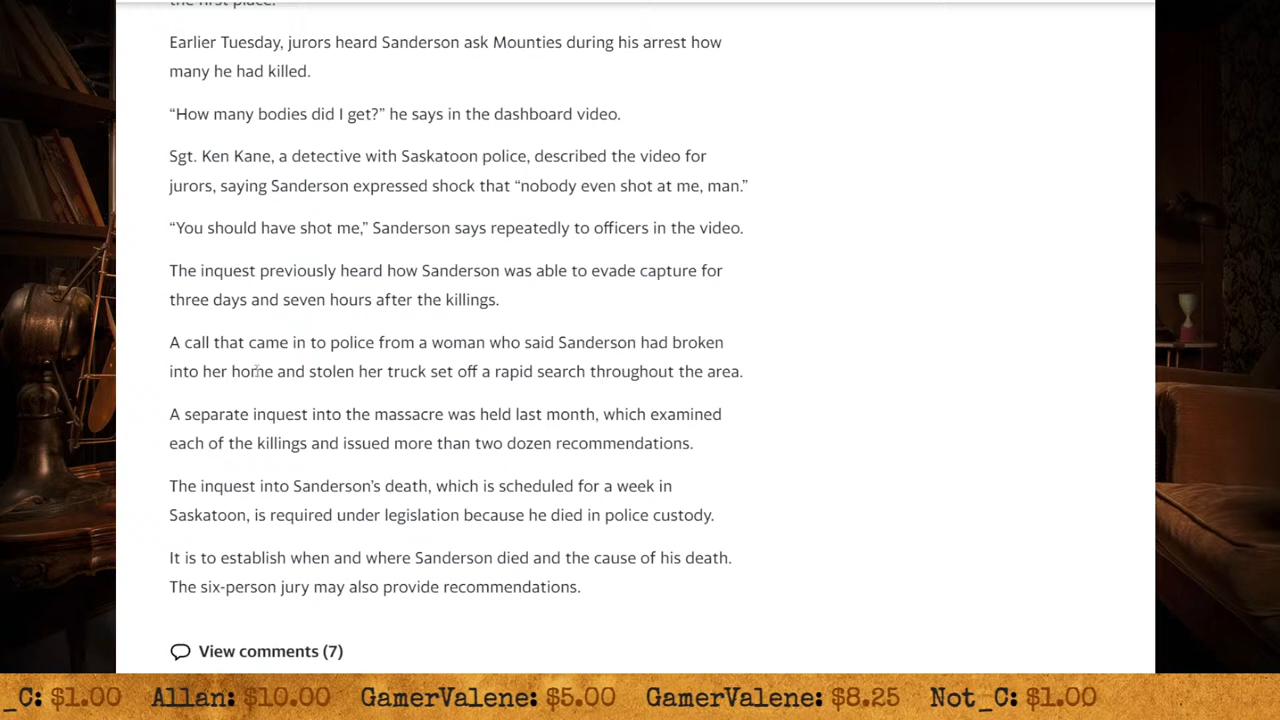 the first place.
Earlier Tuesday, jurors heard Sanderson ask Mounties during his arrest how
many he had killed.
“How many bodies did I get?” he says in the dashboard video.
Sgt. Ken Kane, a detective with Saskatoon police, described the video for
jurors, saying Sanderson expressed shock that “nobody even shot at me, man.”
“You should have shot me,” Sanderson says repeatedly to officers in the video.
The inquest previously heard how Sanderson was able to evade capture for
three days and seven hours after the killings.
A call that came in to police from a woman who said Sanderson had broken
into her home and stolen her truck set off a rapid search throughout the area.
A separate inquest into the massacre was held last month, which examined
each of the killings and issued more than two dozen recommendations.
The inquest into Sanderson’s death, which is scheduled for a week in
Saskatoon, is required under legislation because he died in police custody.
It is to establish when and where Sanderson died and the cause of his death.
The six-person jury may also provide recommendations.
View comments (7)
_C: $1.00 Allan: $10.00 GamerValene: $5.00 GamerValene: $8.25 Not_C: $1.00